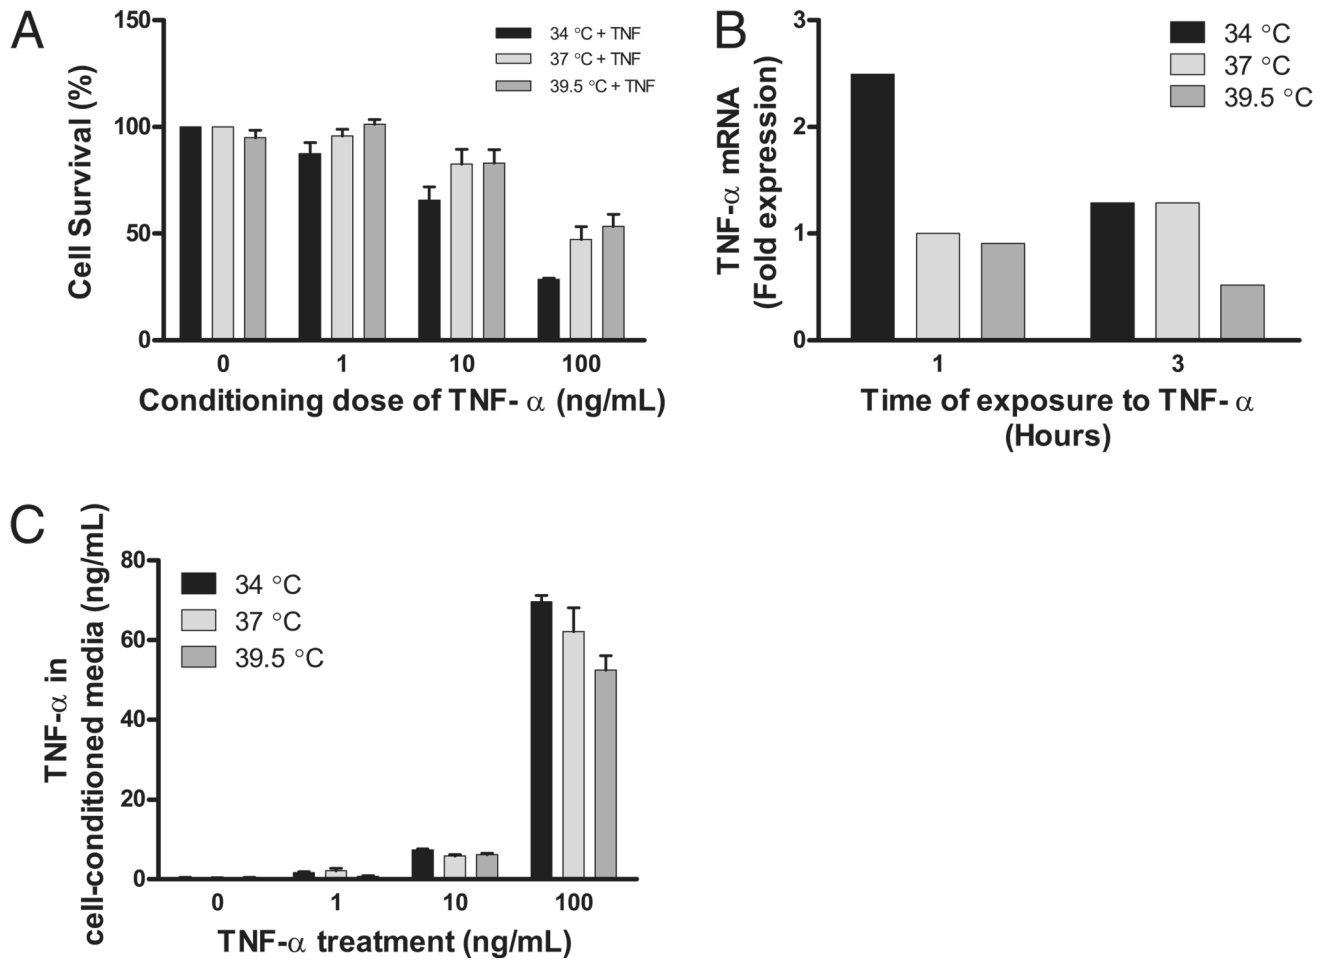 A
150
100
50
0
Cell Survival (%)
34 °C + TNF
37 °C + TNF
39.5 °C + TNF
0 1 10 100
Conditioning dose of TNF- α (ng/mL)
B
3
2
1
0
TNF-α mRNA
(Fold expression)
34 °C
37 °C
39.5 °C
1 3
Time of exposure to TNF- α
(Hours)
C
80
60
40
20
0
TNF-α in
cell-conditioned media (ng/mL)
34 °C
37 °C
39.5 °C
0 1 10 100
TNF-α treatment (ng/mL)